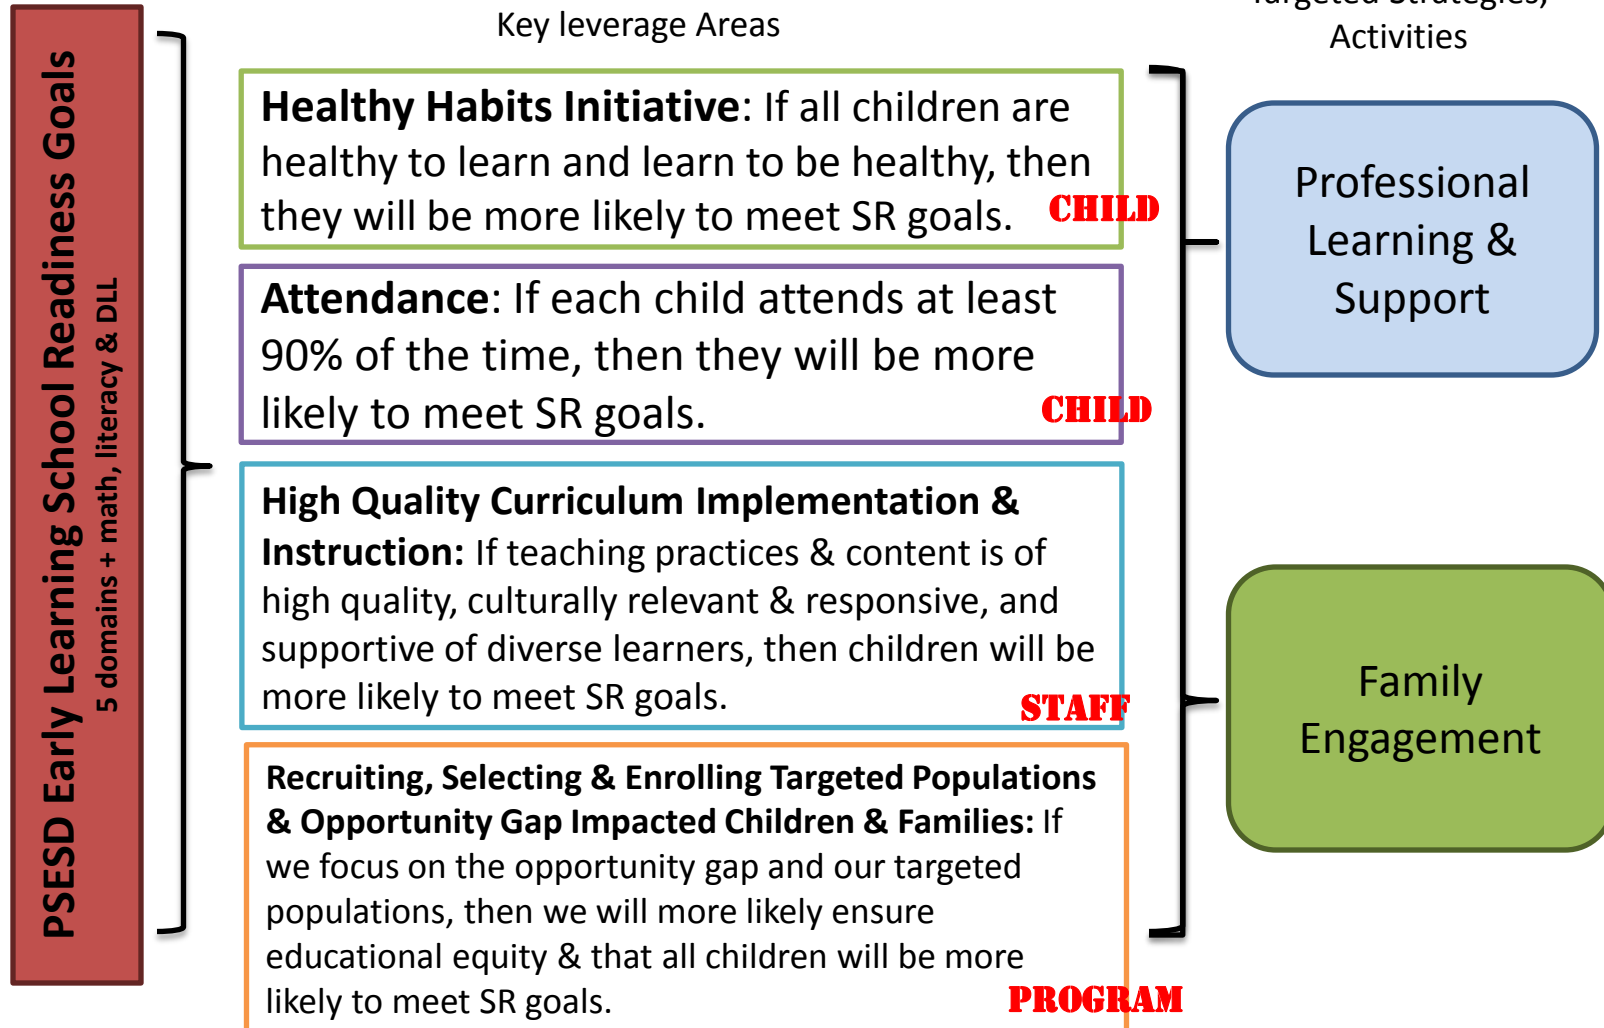 PSESD Early Learning School Readiness Goals
5 domains + math, literacy & DLL
Key leverage Areas
Healthy Habits Initiative: If all children are
healthy to learn and learn to be healthy, then
they will be more likely to meet SR goals.
CHILD
Attendance: If each child attends at least
90% of the time, then they will be more
likely to meet SR goals.
CHILD
High Quality Curriculum Implementation &
Instruction: If teaching practices & content is of
high quality, culturally relevant & responsive, and
supportive of diverse learners, then children will be
more likely to meet SR goals.
STAFF
Recruiting, Selecting & Enrolling Targeted Populations
& Opportunity Gap Impacted Children & Families: If
we focus on the opportunity gap and our targeted
populations, then we will more likely ensure
educational equity & that all children will be more
likely to meet SR goals.
PROGRAM
Targeted Strategies,
Activities
Professional
Learning &
Support
Family
Engagement